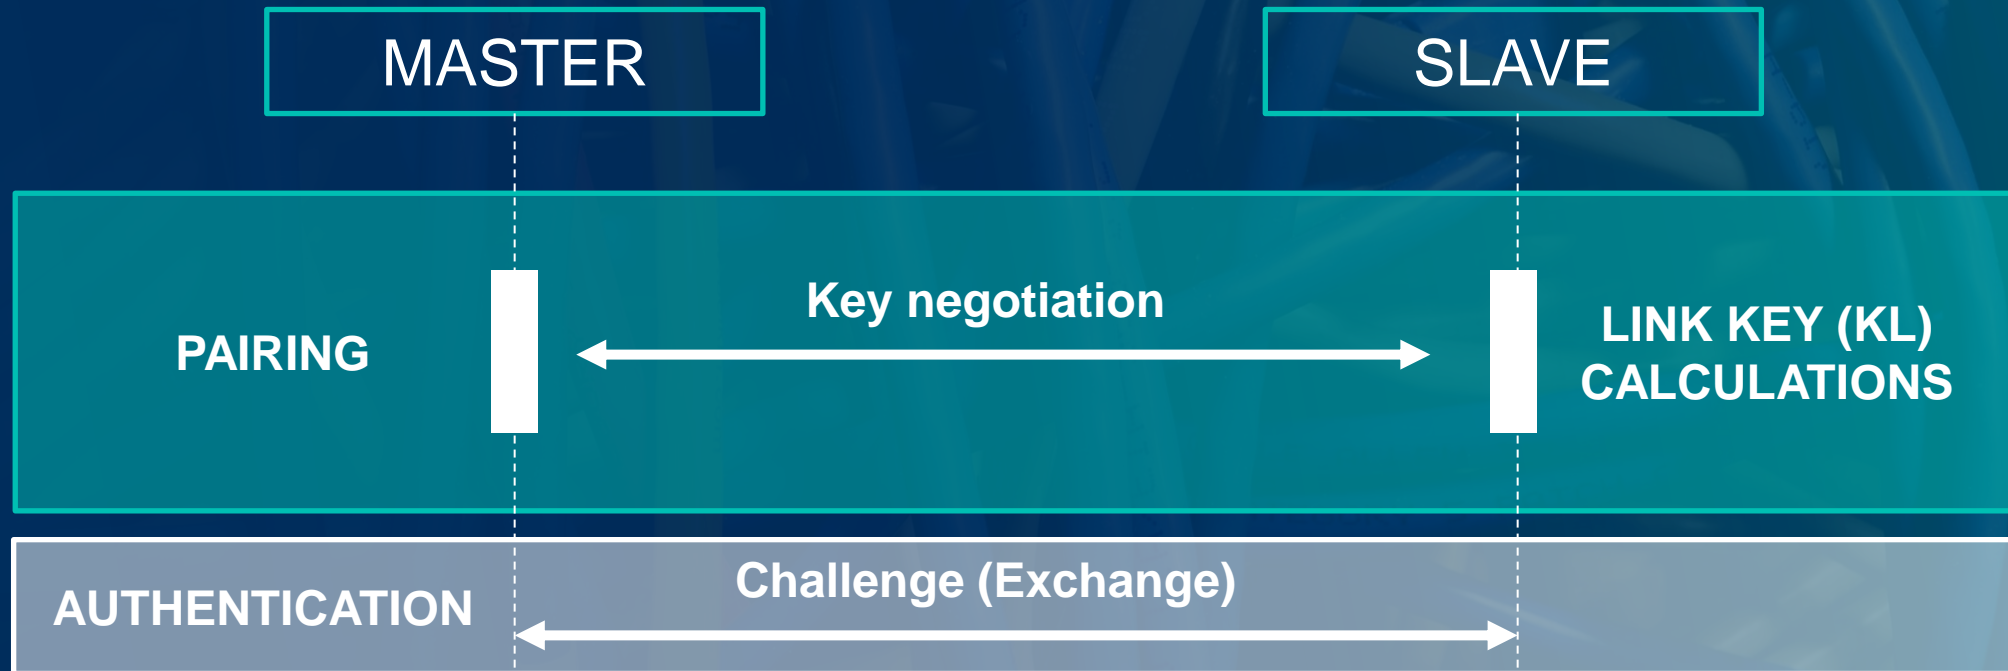 MASTER
SLAVE
PAIRING
Key negotiation
LINK KEY (KL)
CALCULATIONS
AUTHENTICATION
Challenge (Exchange)